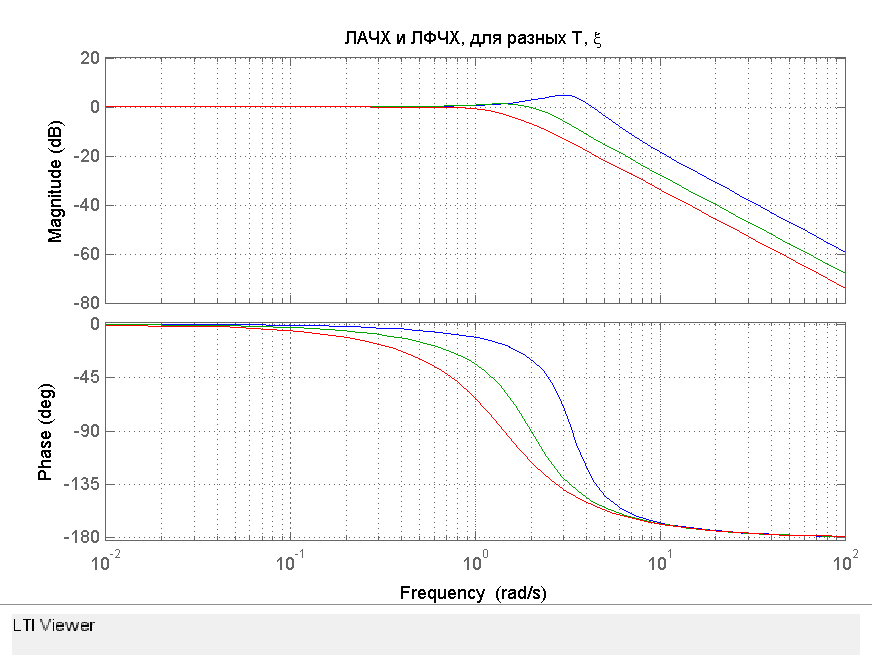 ЛАЧХ и ЛФЧХ, для разных T, ξ
20
0
-20
-40
-60
-80
Magnitude (dB)
0
-45
-90
-135
-180
Phase (deg)
10^-2 10^-1 10^0 10^1 10^2
Frequency (rad/s)
LTI Viewer